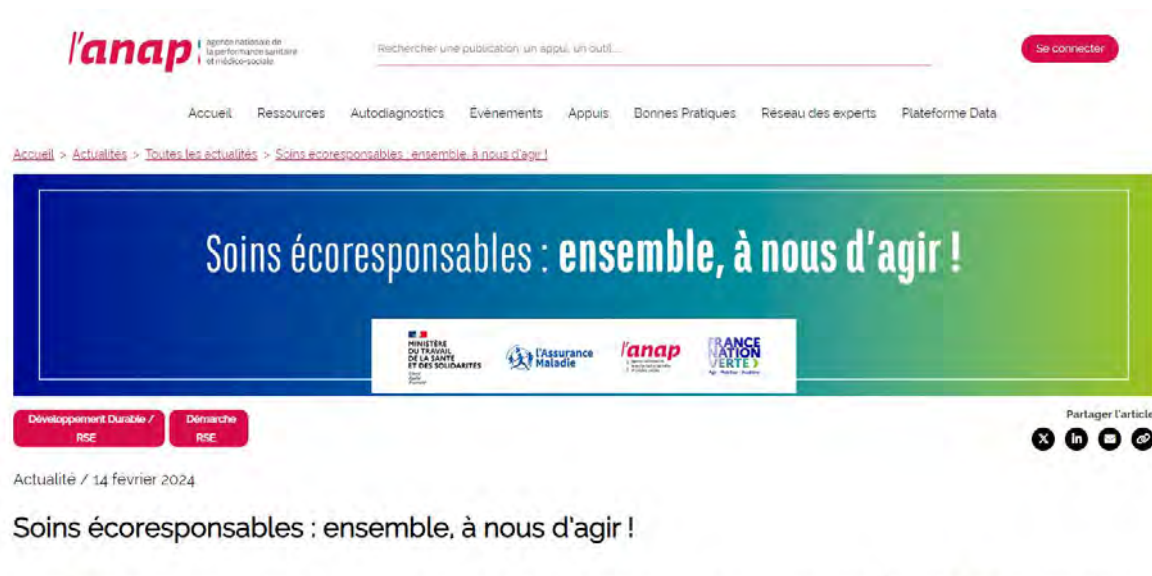 l'anap
agence nationale de
la performance sanitaire
et médico-sociale
Rechercher une publication, un appui, un outil...
Se connecter
Accueil Ressources Autodiagnostics Évènements Appuis Bonnes Pratiques Réseau des experts Plateforme Data
Accueil > Actualités > Toutes les actualités > Soins écoresponsables : ensemble, à nous d'agir !
Soins écoresponsables : ensemble, à nous d'agir !
MINISTÈRE
DU TRAVAIL
DE LA SANTÉ
ET DES SOLIDARITÉS
l'Assurance
Maladie
l'anap
FRANCE
NATION
VERTE
Développement Durable /
RSE
Démarche
RSE
Partager l'article
Actualité / 14 février 2024
Soins écoresponsables : ensemble, à nous d'agir !